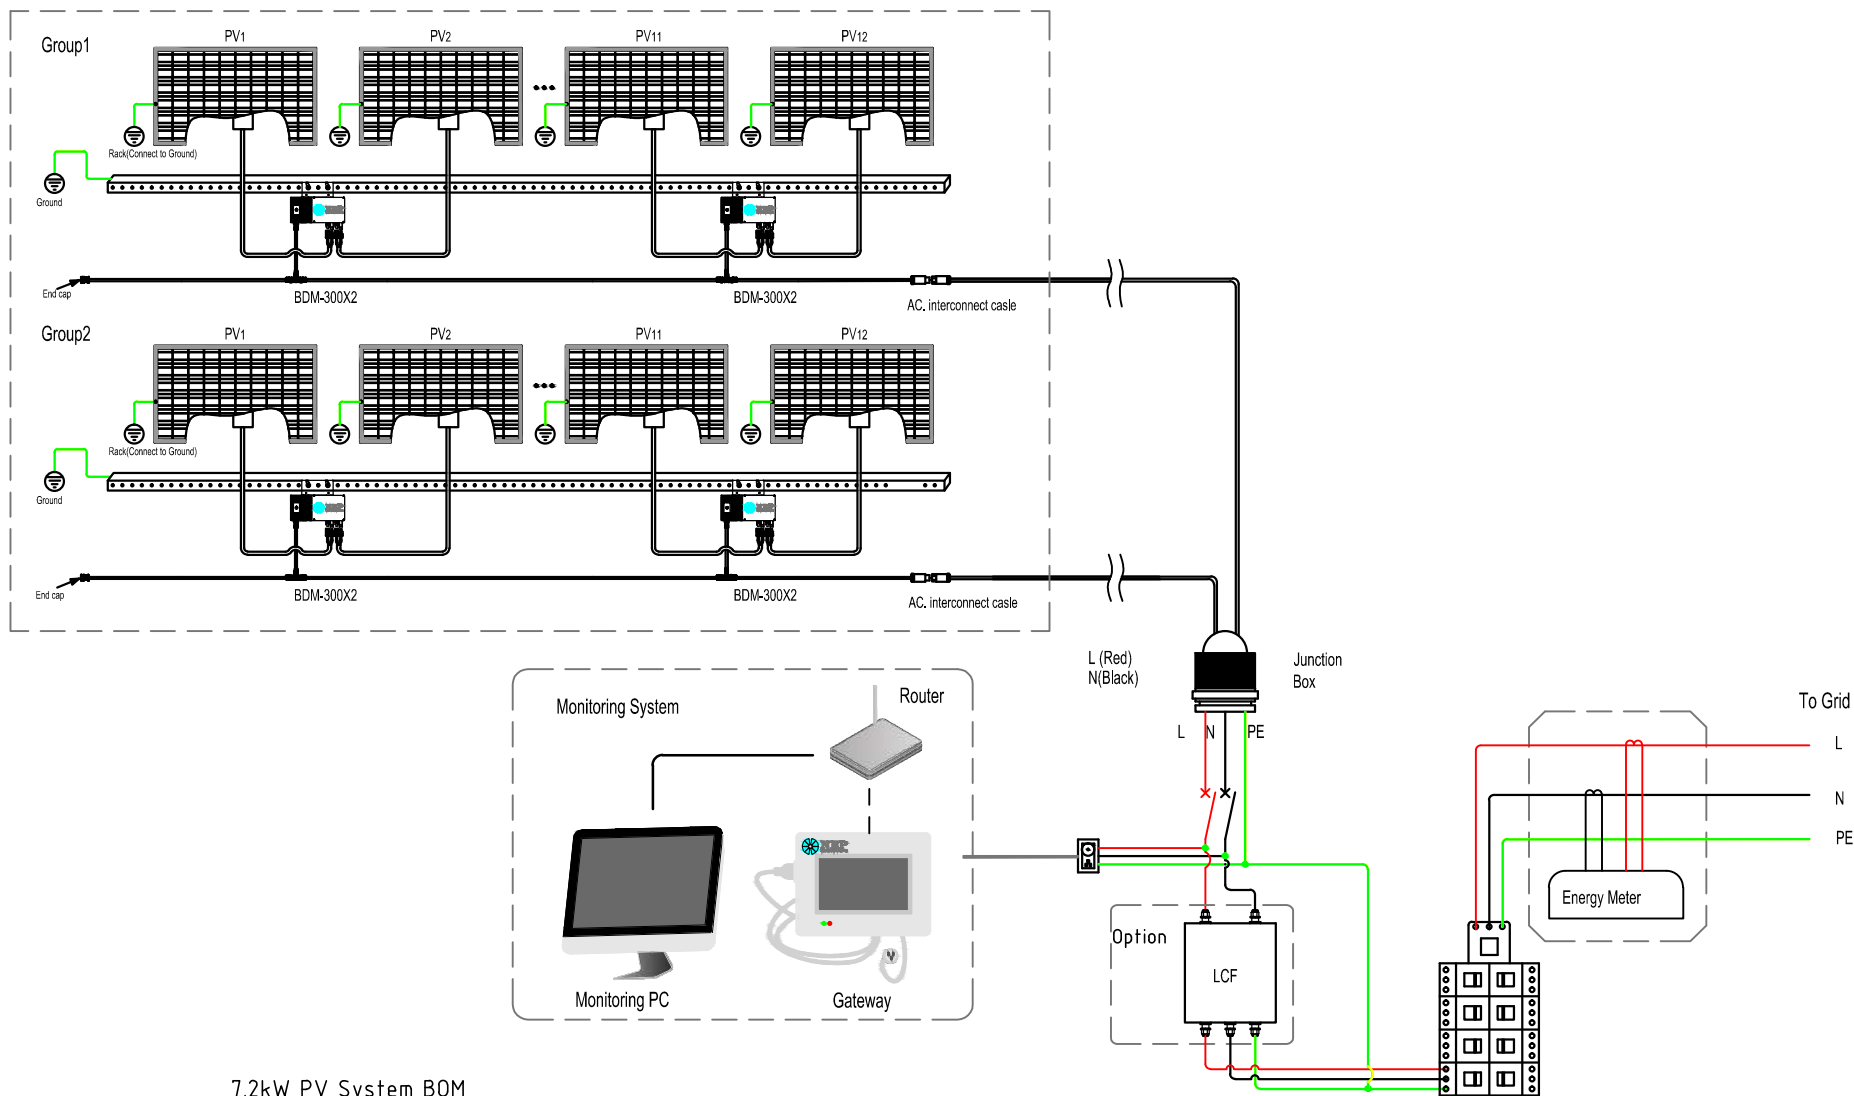 Group1
PV1
PV2
PV11
PV12
Rack(Connect to Ground)
Ground
End cap
BDM-300X2
BDM-300X2
AC. interconnect casle
Group2
PV1
PV2
PV11
PV12
Rack(Connect to Ground)
Ground
End cap
BDM-300X2
BDM-300X2
AC. interconnect casle
L (Red)
N(Black)
Junction
Box
L N PE
Monitoring System
Router
Monitoring PC
Gateway
Option
LCF
To Grid
L
N
PE
Energy Meter
7.2kW PV System BOM